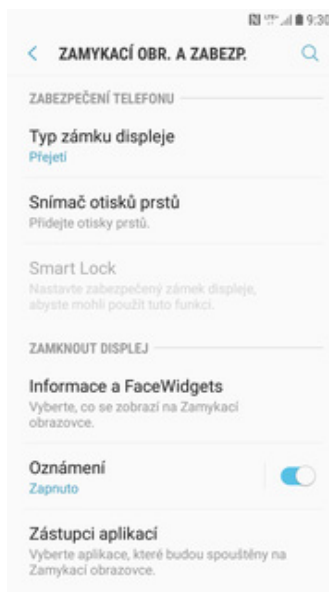 9:30
ZAMYKACÍ OBR. A ZABEZP.
ZABEZPEČENÍ TELEFONU
Typ zámku displeje
Přejetí
Snímač otisků prstů
Přidejte otisky prstů.
Smart Lock
Nastavte zabezpečený zámek displeje,
abyste mohli použít tuto funkci.
ZAMKNOUT DISPLEJ
Informace a FaceWidgets
Vyberte, co se zobrazí na Zamykací
obrazovce.
Oznámení
Zapnuto
Zástupci aplikací
Vyberte aplikace, které budou spouštěny na
Zamykací obrazovce.